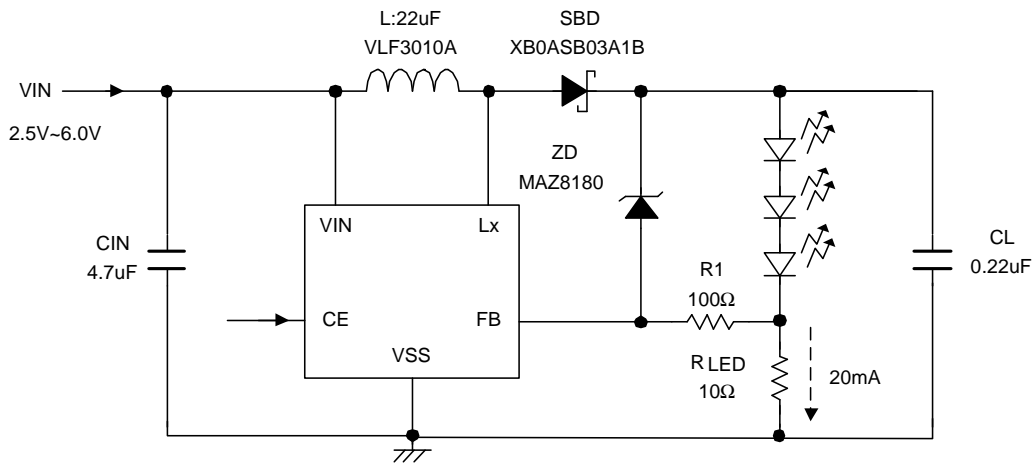 L:22uF
VLF3010A
SBD
XB0ASB03A1B
VIN
2.5V~6.0V
ZD
MAZ8180
VIN
Lx
CIN
4.7uF
CL
0.22uF
R1
100Ω
CE
FB
VSS
R LED
10Ω
20mA